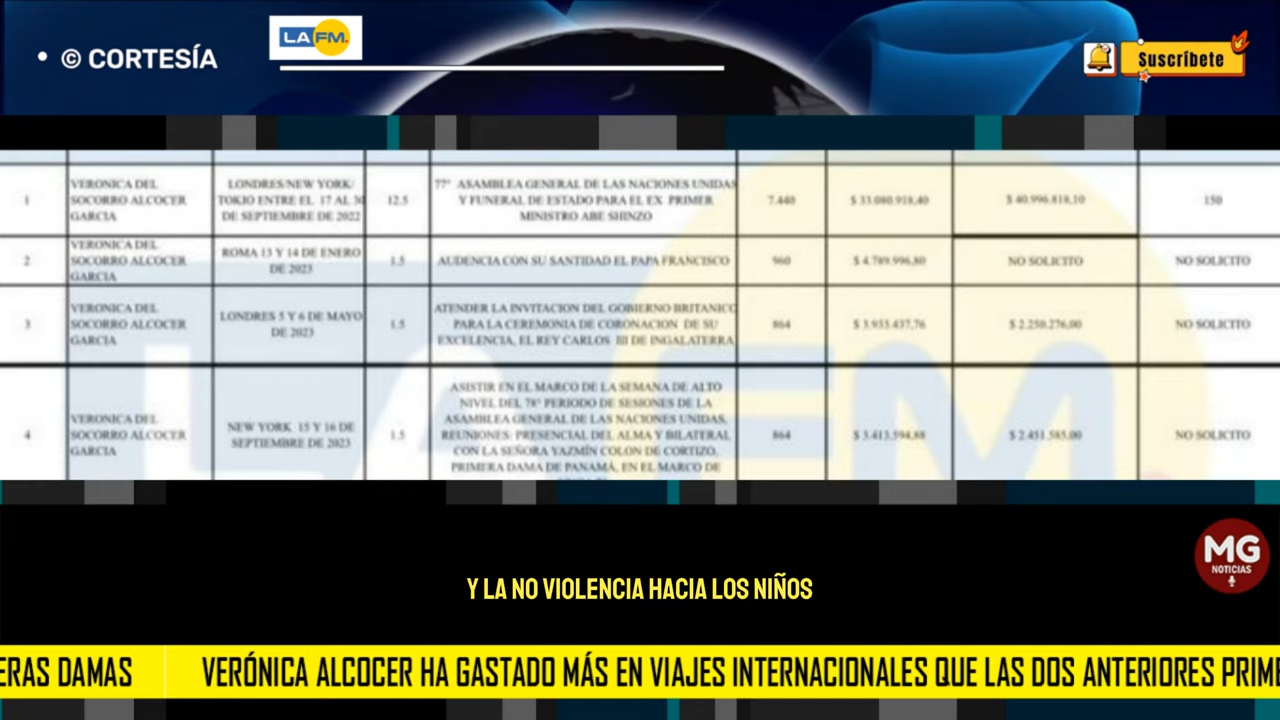 • © CORTESÍA
LA FM.
Suscríbete
1
VERONICA DEL
SOCORRO ALCOCER
GARCIA
LONDRES/NEW YORK/
TOKIO ENTRE EL 17 AL 30
DE SEPTIEMBRE DE 2022
12.5
77° ASAMBLEA GENERAL DE LAS NACIONES UNIDAS
Y FUNERAL DE ESTADO PARA EL EX PRIMER
MINISTRO ABE SHINZO
7.440
$ 33.080.918,40
$ 40.996.818,10
150
2
VERONICA DEL
SOCORRO ALCOCER
GARCIA
ROMA 13 Y 14 DE ENERO
DE 2023
1.5
AUDENCIA CON SU SANTIDAD EL PAPA FRANCISCO
960
$ 4.789.996,80
NO SOLICITO
NO SOLICITO
3
VERONICA DEL
SOCORRO ALCOCER
GARCIA
LONDRES 5 Y 6 DE MAYO
DE 2023
1.5
ATENDER LA INVITACION DEL GOBIERNO BRITANICO
PARA LA CEREMONIA DE CORONACION DE SU
EXCELENCIA, EL REY CARLOS III DE INGALATERRA
864
$ 3.933.437,76
$ 2.250.276,00
NO SOLICITO
4
VERONICA DEL
SOCORRO ALCOCER
GARCIA
NEW YORK 15 Y 16 DE
SEPTIEMBRE DE 2023
1.5
ASISTIR EN EL MARCO DE LA SEMANA DE ALTO
NIVEL DEL 78° PERIODO DE SESIONES DE LA
ASAMBLEA GENERAL DE LAS NACIONES UNIDAS,
REUNIONES: PRESENCIAL DEL ALMA Y BILATERAL
CON LA SEÑORA YAZMÍN COLON DE CORTIZO,
PRIMERA DAMA DE PANAMÁ, EN EL MARCO DE
864
$ 3.413.594,88
$ 2.451.585,00
NO SOLICITO
LA FM
MG
NOTICIAS
Y LA NO VIOLENCIA HACIA LOS NIÑOS
ERAS DAMAS VERÓNICA ALCOCER HA GASTADO MÁS EN VIAJES INTERNACIONALES QUE LAS DOS ANTERIORES PRIME